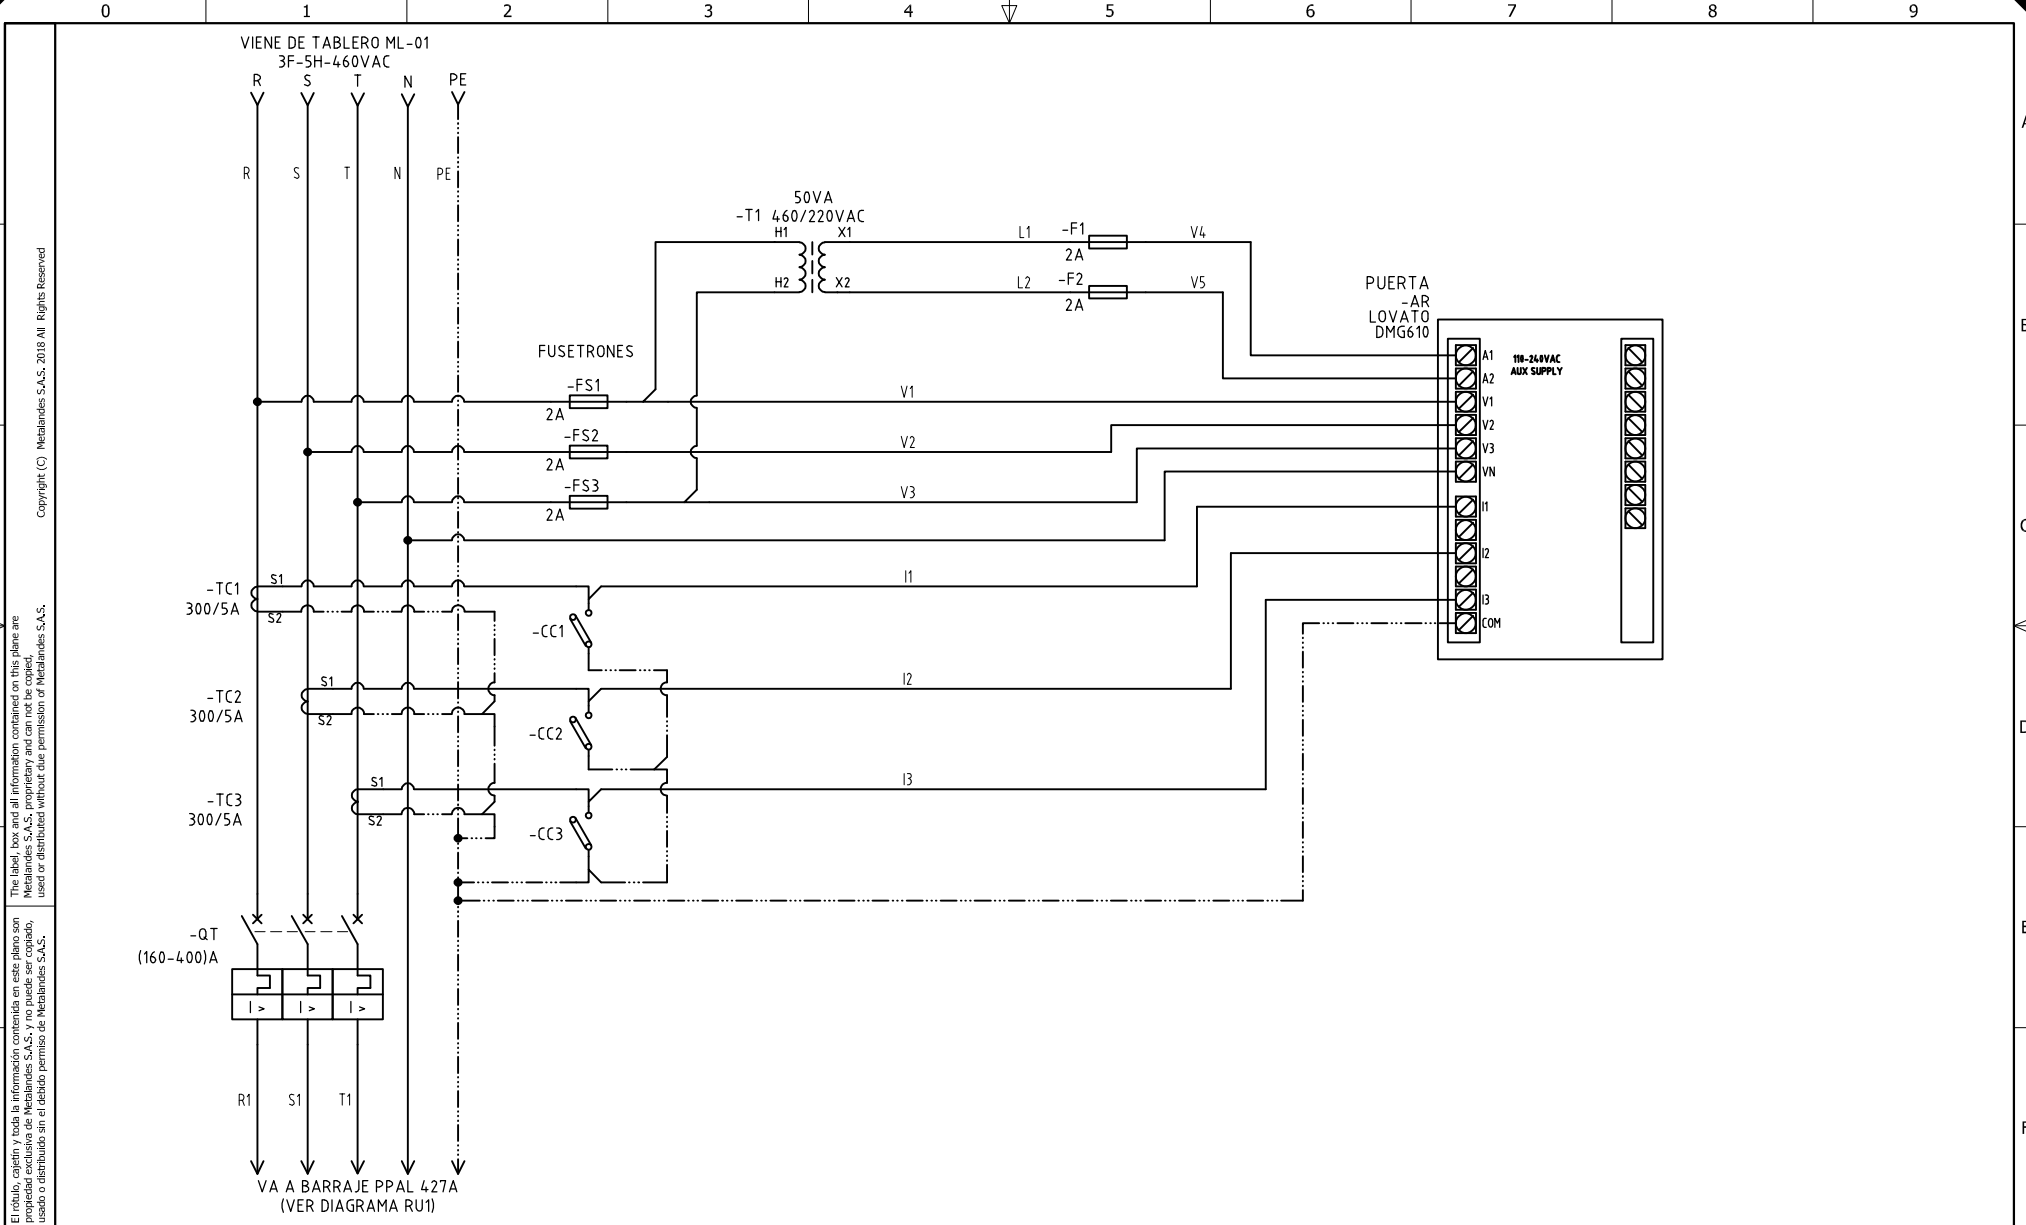 0 1 2 3 4 5 6 7 8 9
VIENE DE TABLERO ML-01
3F-5H-460VAC
R S T N PE
R S T N PE
50VA
-T1 460/220VAC
H1 X1 L1 -F1 V4
2A
H2 X2 L2 -F2 V5
2A
PUERTA
-AR
LOVATO
DMG610
110-240VAC
AUX SUPPLY
A1
A2
V1
V2
V3
VN
I1
I2
I3
COM
FUSETRONES
-FS1 V1
2A
-FS2 V2
2A
-FS3 V3
2A
-TC1 S1 I1
300/5A S2
-CC1
-TC2 S1 I2
300/5A S2
-CC2
-TC3 S1 I3
300/5A S2
-CC3
-QT
(160-400)A
I > I > I >
R1 S1 T1
VA A BARRAJE PPAL 427A
(VER DIAGRAMA RU1)
A
B
C
D
E
F
Copyright (C) Metalandes S.A.S. 2018 All Rights Reserved
The label, box and all information contained on this plane are
Metalandes S.A.S. proprietary and can not be copied,
used or distributed without due permission of Metalandes S.A.S.
El rótulo, cajetín y toda la información contenida en este plano son
propiedad exclusiva de Metalandes S.A.S. y no puede ser copiado,
usado o distribuido sin el debido permiso de Metalandes S.A.S.